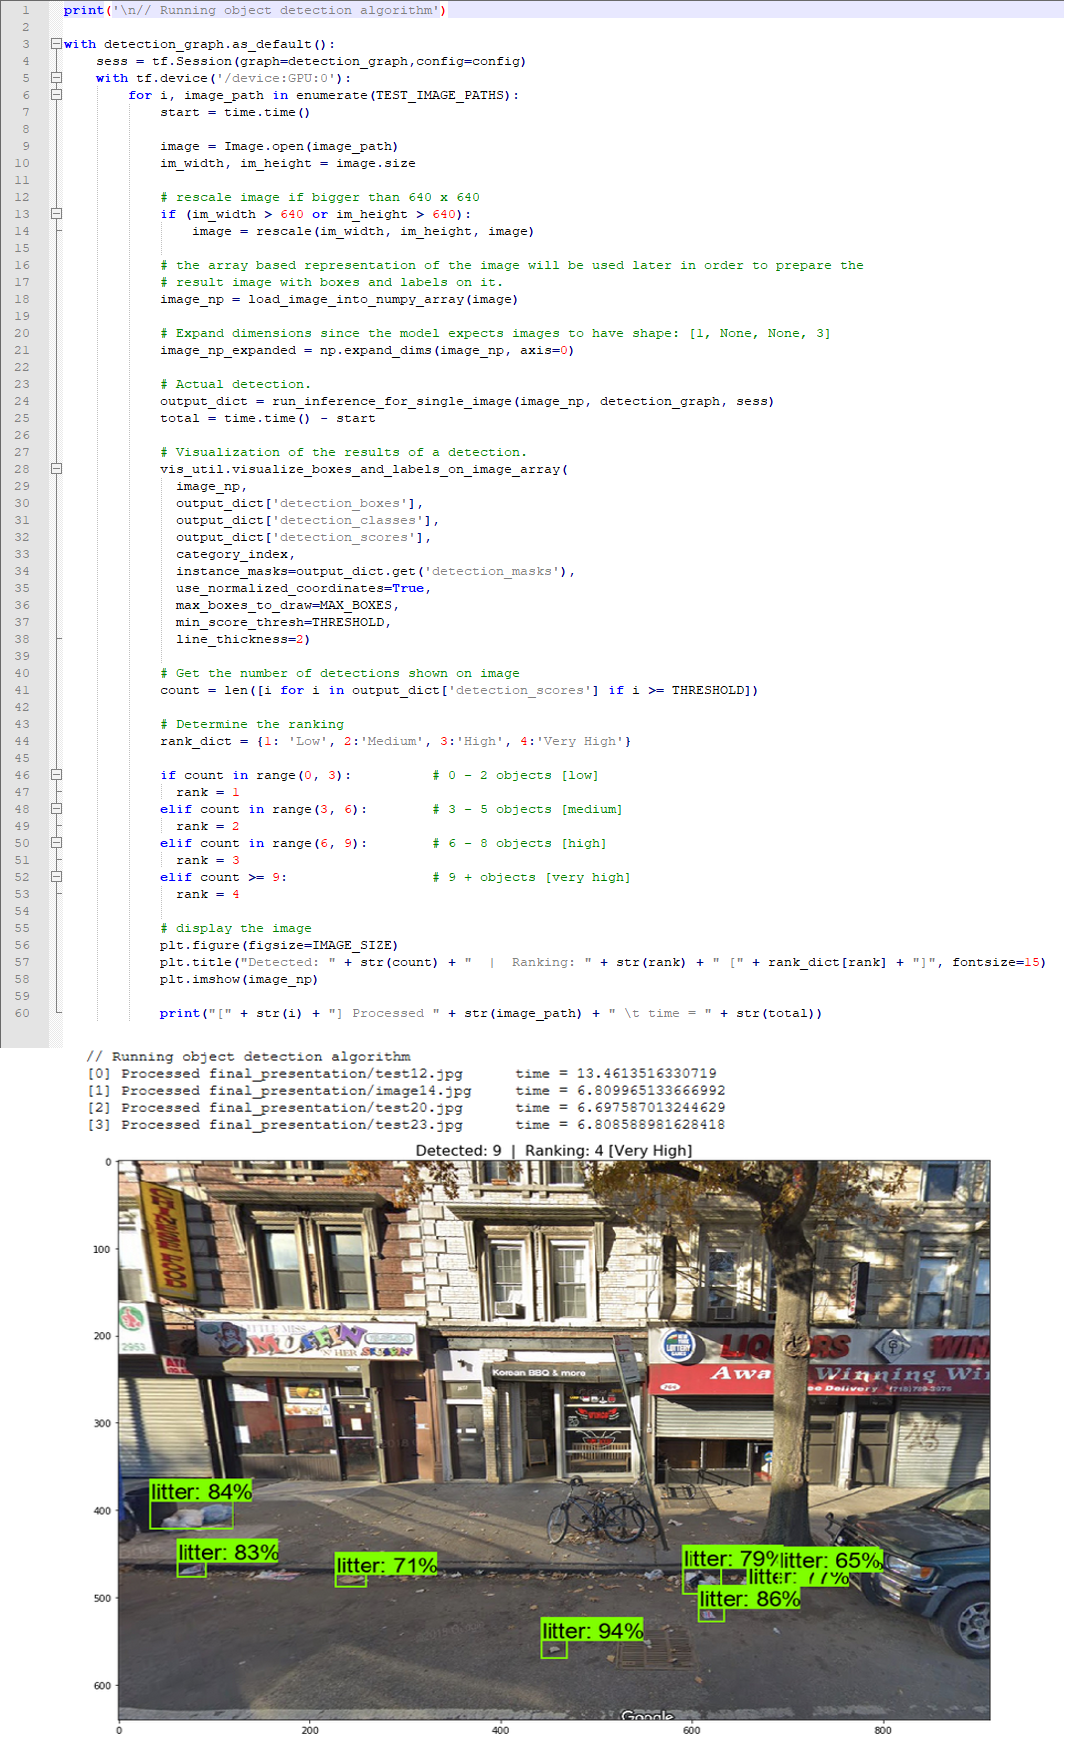 1 print('\n// Running object detection algorithm')
2
3 with detection_graph.as_default():
4 sess = tf.Session(graph=detection_graph,config=config)
5 with tf.device('/device:GPU:0'):
6 for i, image_path in enumerate(TEST_IMAGE_PATHS):
7 start = time.time()
8
9 image = Image.open(image_path)
10 im_width, im_height = image.size
11
12 # rescale image if bigger than 640 x 640
13 if (im_width > 640 or im_height > 640):
14 image = rescale(im_width, im_height, image)
15
16 # the array based representation of the image will be used later in order to prepare the
17 # result image with boxes and labels on it.
18 image_np = load_image_into_numpy_array(image)
19
20 # Expand dimensions since the model expects images to have shape: [1, None, None, 3]
21 image_np_expanded = np.expand_dims(image_np, axis=0)
22
23 # Actual detection.
24 output_dict = run_inference_for_single_image(image_np, detection_graph, sess)
25 total = time.time() - start
26
27 # Visualization of the results of a detection.
28 vis_util.visualize_boxes_and_labels_on_image_array(
29 image_np,
30 output_dict['detection_boxes'],
31 output_dict['detection_classes'],
32 output_dict['detection_scores'],
33 category_index,
34 instance_masks=output_dict.get('detection_masks'),
35 use_normalized_coordinates=True,
36 max_boxes_to_draw=MAX_BOXES,
37 min_score_thresh=THRESHOLD,
38 line_thickness=2)
39
40 # Get the number of detections shown on image
41 count = len([i for i in output_dict['detection_scores'] if i >= THRESHOLD])
42
43 # Determine the ranking
44 rank_dict = {1: 'Low', 2:'Medium', 3:'High', 4:'Very High'}
45
46 if count in range(0, 3): # 0 - 2 objects [low]
47 rank = 1
48 elif count in range(3, 6): # 3 - 5 objects [medium]
49 rank = 2
50 elif count in range(6, 9): # 6 - 8 objects [high]
51 rank = 3
52 elif count >= 9: # 9 + objects [very high]
53 rank = 4
54
55 # display the image
56 plt.figure(figsize=IMAGE_SIZE)
57 plt.title("Detected: " + str(count) + " | Ranking: " + str(rank) + " [" + rank_dict[rank] + "]", fontsize=15)
58 plt.imshow(image_np)
59
60 print("[" + str(i) + "] Processed " + str(image_path) + " \t time = " + str(total))
// Running object detection algorithm
[0] Processed final_presentation/test12.jpg time = 13.4613516330719
[1] Processed final_presentation/image14.jpg time = 6.809965133666992
[2] Processed final_presentation/test20.jpg time = 6.697587013244629
[3] Processed final_presentation/test23.jpg time = 6.808588981628418
Detected: 9 | Ranking: 4 [Very High]
0
100
200
300
400
500
600
2953
LITTLE MISS
MUFFIN
N' HER
Korean BBQ & more
WINGS
LOTTERY
LIQ RS
WIN
764
Awa Winning Wi
ee Delivery (718)789-3975
litter: 84%
litter: 83%
litter: 71%
litter: 79%
litter: 65%
litter: 77%
litter: 86%
litter: 94%
Google
0 200 400 600 800